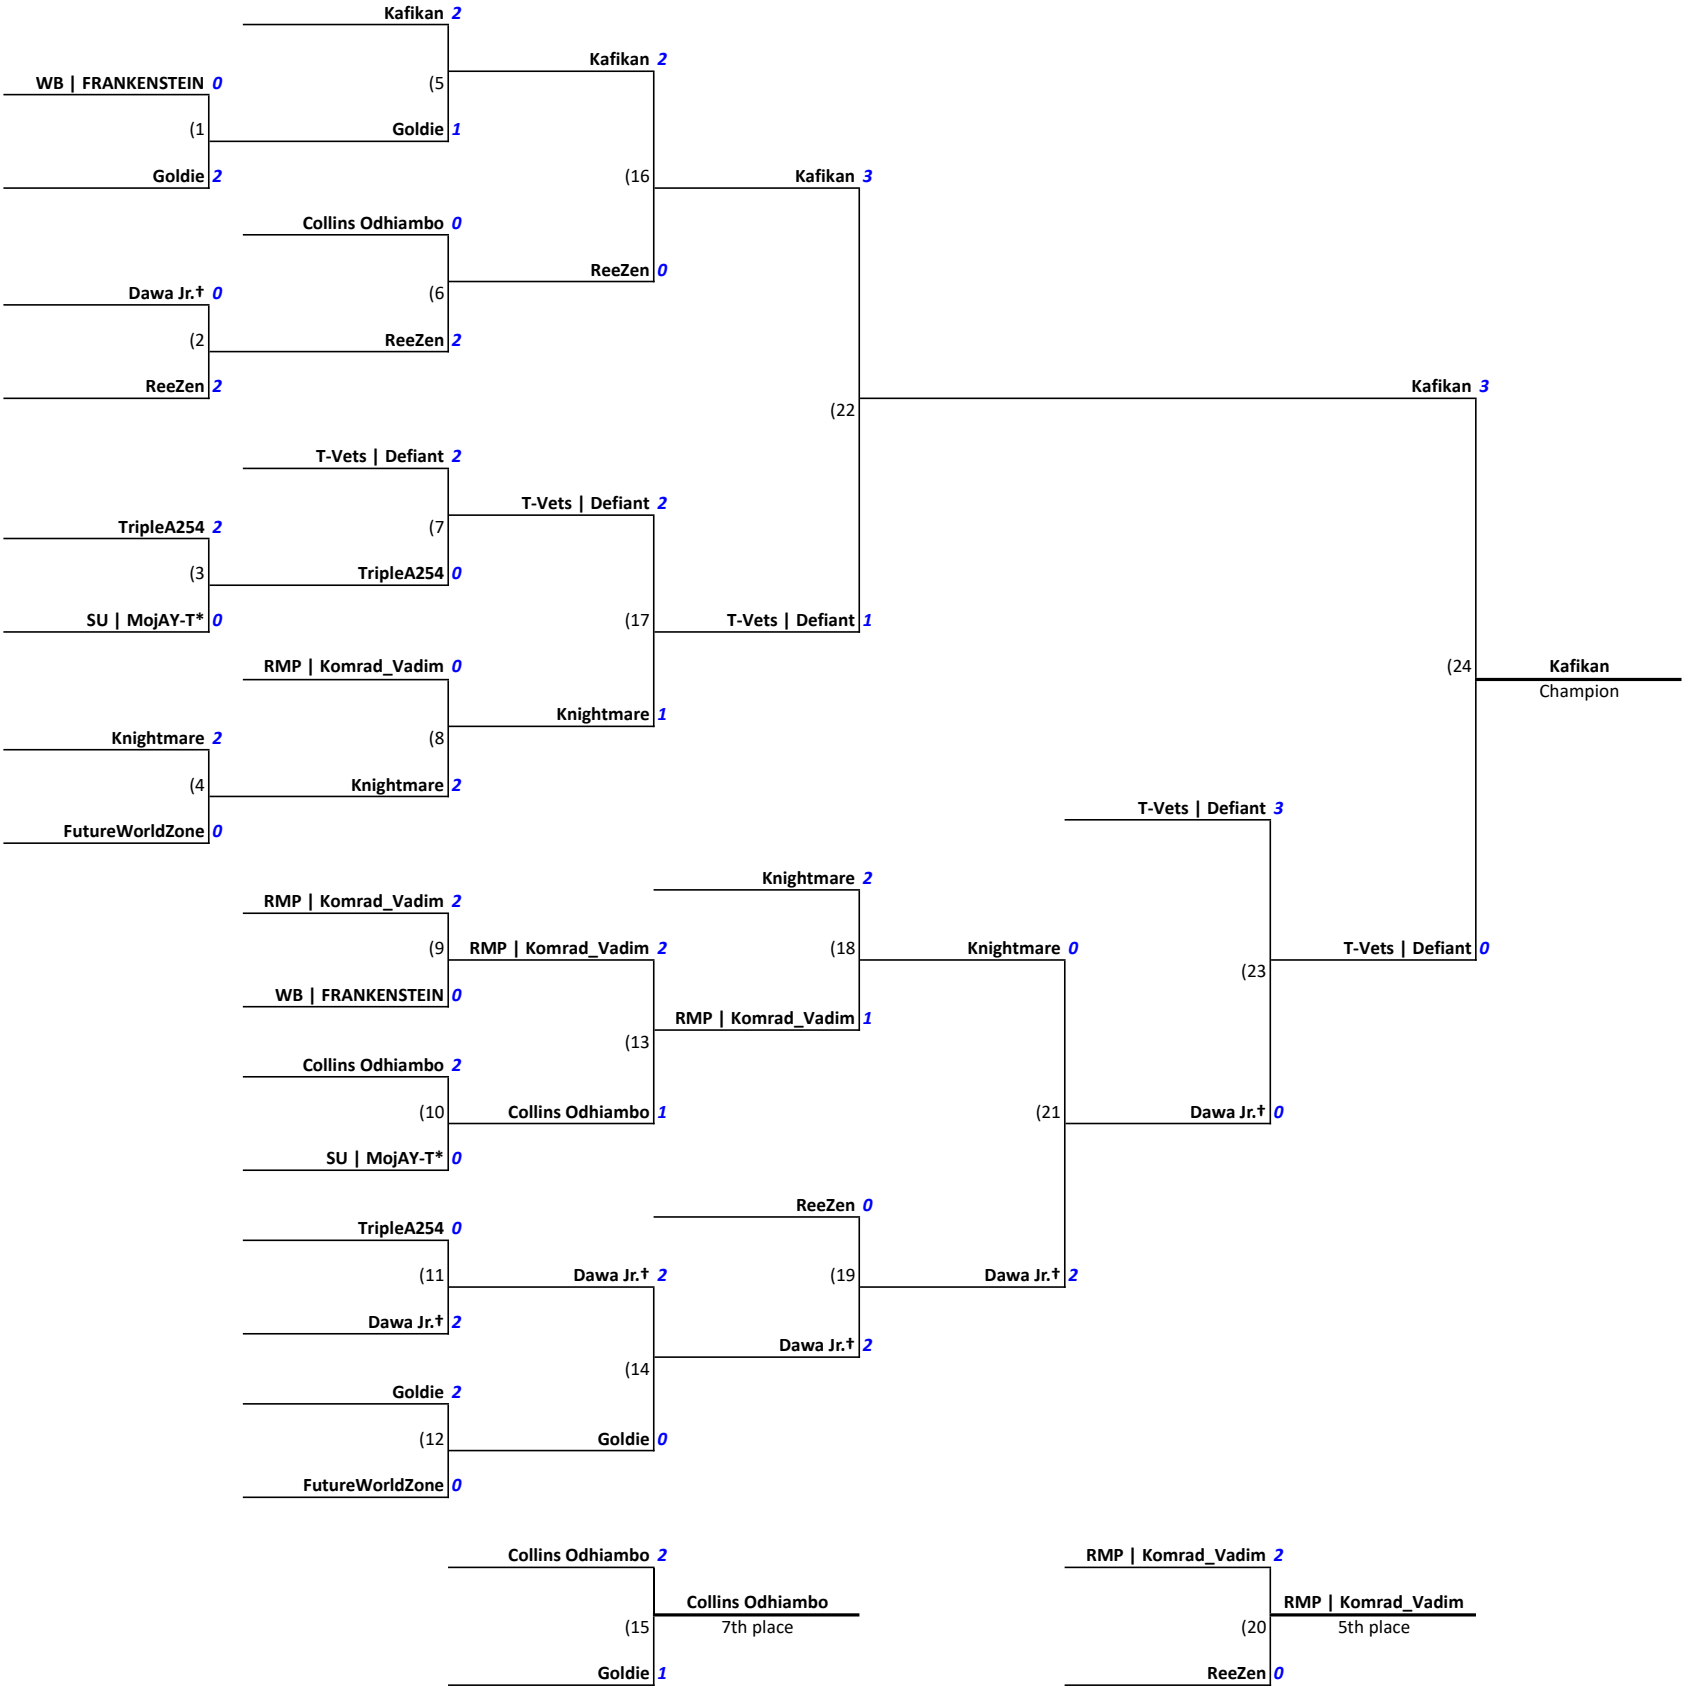 Kafikan 2
Kafikan 2
WB | FRANKENSTEIN 0
(5
(1
Goldie 1
Goldie 2
(16
Kafikan 3
Collins Odhiambo 0
ReeZen 0
Dawa Jr.† 0
(6
(2
ReeZen 2
ReeZen 2
Kafikan 3
(22
T-Vets | Defiant 2
T-Vets | Defiant 2
TripleA254 2
(7
(3
TripleA254 0
SU | MojAY-T* 0
(17
T-Vets | Defiant 1
RMP | Komrad_Vadim 0
(24
Kafikan
Champion
Knightmare 1
Knightmare 2
(8
(4
Knightmare 2
T-Vets | Defiant 3
FutureWorldZone 0
Knightmare 2
RMP | Komrad_Vadim 2
(9
RMP | Komrad_Vadim 2
(18
Knightmare 0
T-Vets | Defiant 0
(23
WB | FRANKENSTEIN 0
RMP | Komrad_Vadim 1
(13
Collins Odhiambo 2
(10
Collins Odhiambo 1
(21
Dawa Jr.† 0
SU | MojAY-T* 0
ReeZen 0
TripleA254 0
(11
Dawa Jr.† 2
(19
Dawa Jr.† 2
Dawa Jr.† 2
Dawa Jr.† 2
(14
Goldie 2
(12
Goldie 0
FutureWorldZone 0
Collins Odhiambo 2
RMP | Komrad_Vadim 2
Collins Odhiambo
RMP | Komrad_Vadim
(15
7th place
(20
5th place
Goldie 1
ReeZen 0